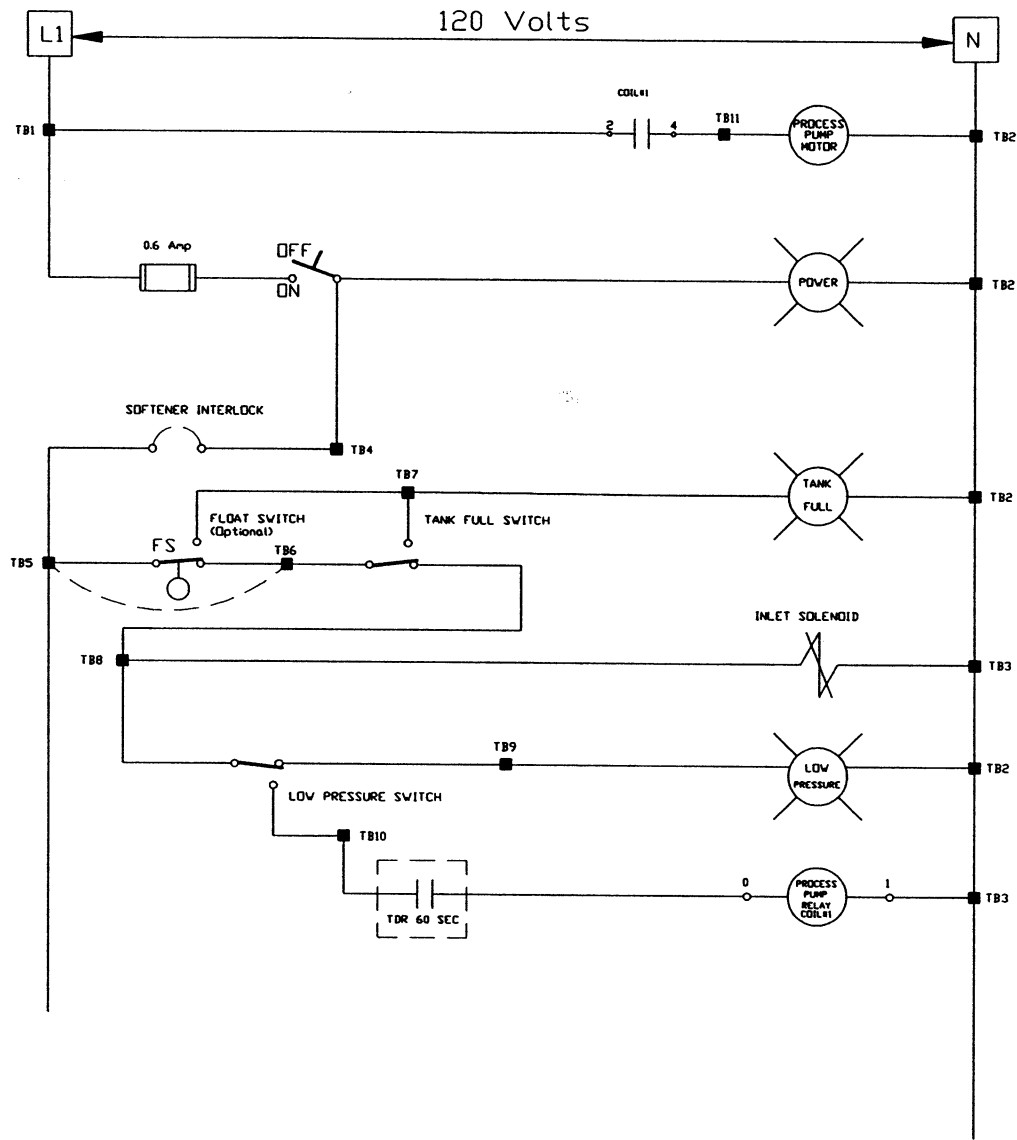 120 Volts
L1
N
COIL#1
TB1
2
4
TB11
PROCESS
PUMP
MOTOR
TB2
0.6 Amp
OFF
ON
POWER
TB2
SOFTENER INTERLOCK
TB4
TB7
TANK
FULL
TB2
FLOAT SWITCH
(Optional)
TANK FULL SWITCH
FS
TB6
TB5
INLET SOLENOID
TB8
TB3
TB9
LOW
PRESSURE
TB2
LOW PRESSURE SWITCH
TB10
TDR 60 SEC
0
PROCESS
PUMP
RELAY
COIL#1
1
TB3